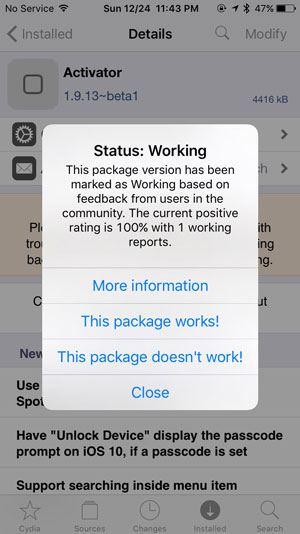 No Service Sun 12/24 11:43 PM 47%
Installed Details Modify
Activator
1.9.13~beta1 4416 kB
Status: Working
This package version has been
marked as Working based on
feedback from users in the
community. The current positive
rating is 100% with 1 working
reports.
More information
This package works!
This package doesn't work!
Close
Use
Spot
Have "Unlock Device" display the passcode
prompt on iOS 10, if a passcode is set
Support searching inside menu item
Cydia Sources Changes Installed Search